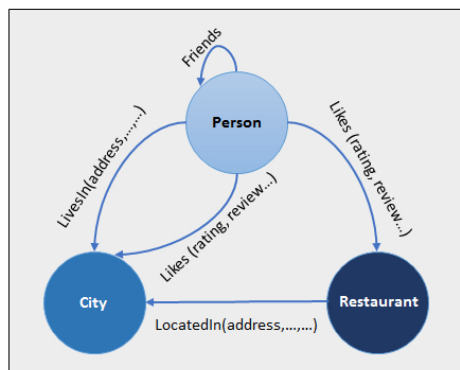 Friends
Person
LivesIn(address,...,...)
Likes (rating, review...)
Likes (rating, review...)
City
Restaurant
LocatedIn(address,...,...)